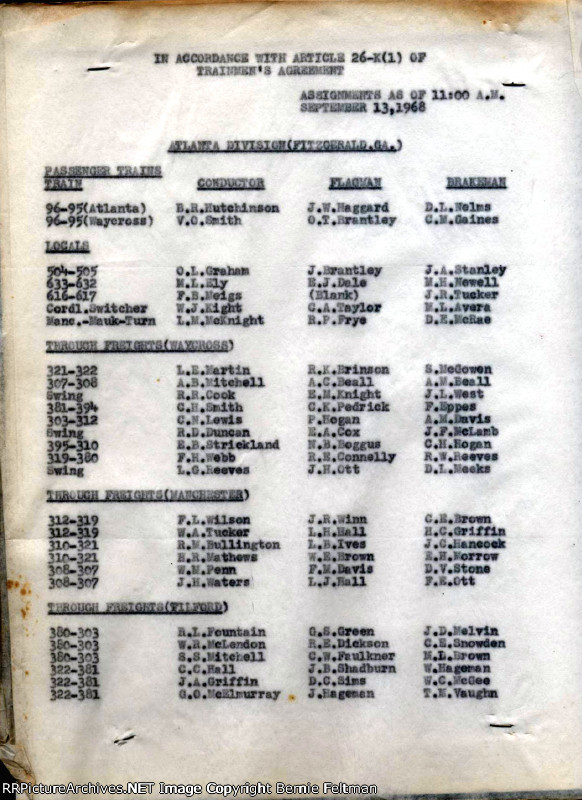 IN ACCORDANCE WITH ARTICLE 26-K(1) OF
TRAINMEN'S AGREEMENT
ASSIGNMENTS AS OF 11:00 A.M.
SEPTEMBER 13,1968
ATLANTA DIVISION(FITZGERALD.GA.)
PASSENGER TRAINS
TRAIN CONDUCTOR FLAGMAN BRAKEMAN
96-95(Atlanta) B.R.Hutchinson J.W.Haggard D.L.Nelms
96-95(Waycross) V.O.Smith O.T.Brantley C.M.Gaines
LOCALS
504-505 O.L.Graham J.Brantley J.A.Stanley
633-632 M.L.Ely E.J.Dale M.H.Newell
616-617 F.B.Meigs (Blank) J.R.Tucker
Cordl.Switcher W.J.Kight C.A.Taylor M.L.Avera
Manc.-Mauk-Turn L.M.McKnight R.P.Frye D.E.McRae
THROUGH FREIGHTS(WAYCROSS)
321-322 L.E.Martin R.K.Brinson S.McGowen
307-308 A.B.Mitchell A.C.Beall A.M.Beall
Swing R.R.Cook E.M.Knight J.L.West
381-394 C.H.Smith C.K.Pedrick F.Eppes
303-312 C.N.Lewis P.Hogan A.M.Davis
Swing R.D.Duncan E.A.Cox J.F.McLamb
395-310 E.B.Strickland N.B.Boggus C.H.Hogan
319-380 F.H.Webb R.E.Connelly R.W.Reeves
Swing L.G.Reeves J.H.Ott D.L.Meeks
THROUGH FREIGHTS(MANCHESTER)
312-319 F.L.Wilson J.R.Winn C.E.Brown
312-319 W.A.Tucker L.H.Hall H.C.Griffin
310-321 R.M.Bullington L.B.Ives J.G.Hancock
310-321 H.R.Mathews W.S.Brown E.E.Morrow
308-307 W.M.Penn F.M.Davis D.V.Stone
308-307 J.H.Waters L.J.Hall F.E.Ott
THROUGH FREIGHTS(TILFORD)
380-303 R.L.Fountain G.S.Green J.D.Melvin
380-303 W.R.McLendon R.E.Dickson C.E.Snowden
380-303 S.S.Mitchell C.W.Faulkner M.L.Brown
322-381 C.C.Hall J.B.Shadburn W.Hageman
322-381 J.A.Griffin D.C.Sims W.C.McGee
322-381 G.O.McElmurray J.Hageman T.M.Vaughn
RRPictureArchives.NET Image Copyright Bernie Feltman